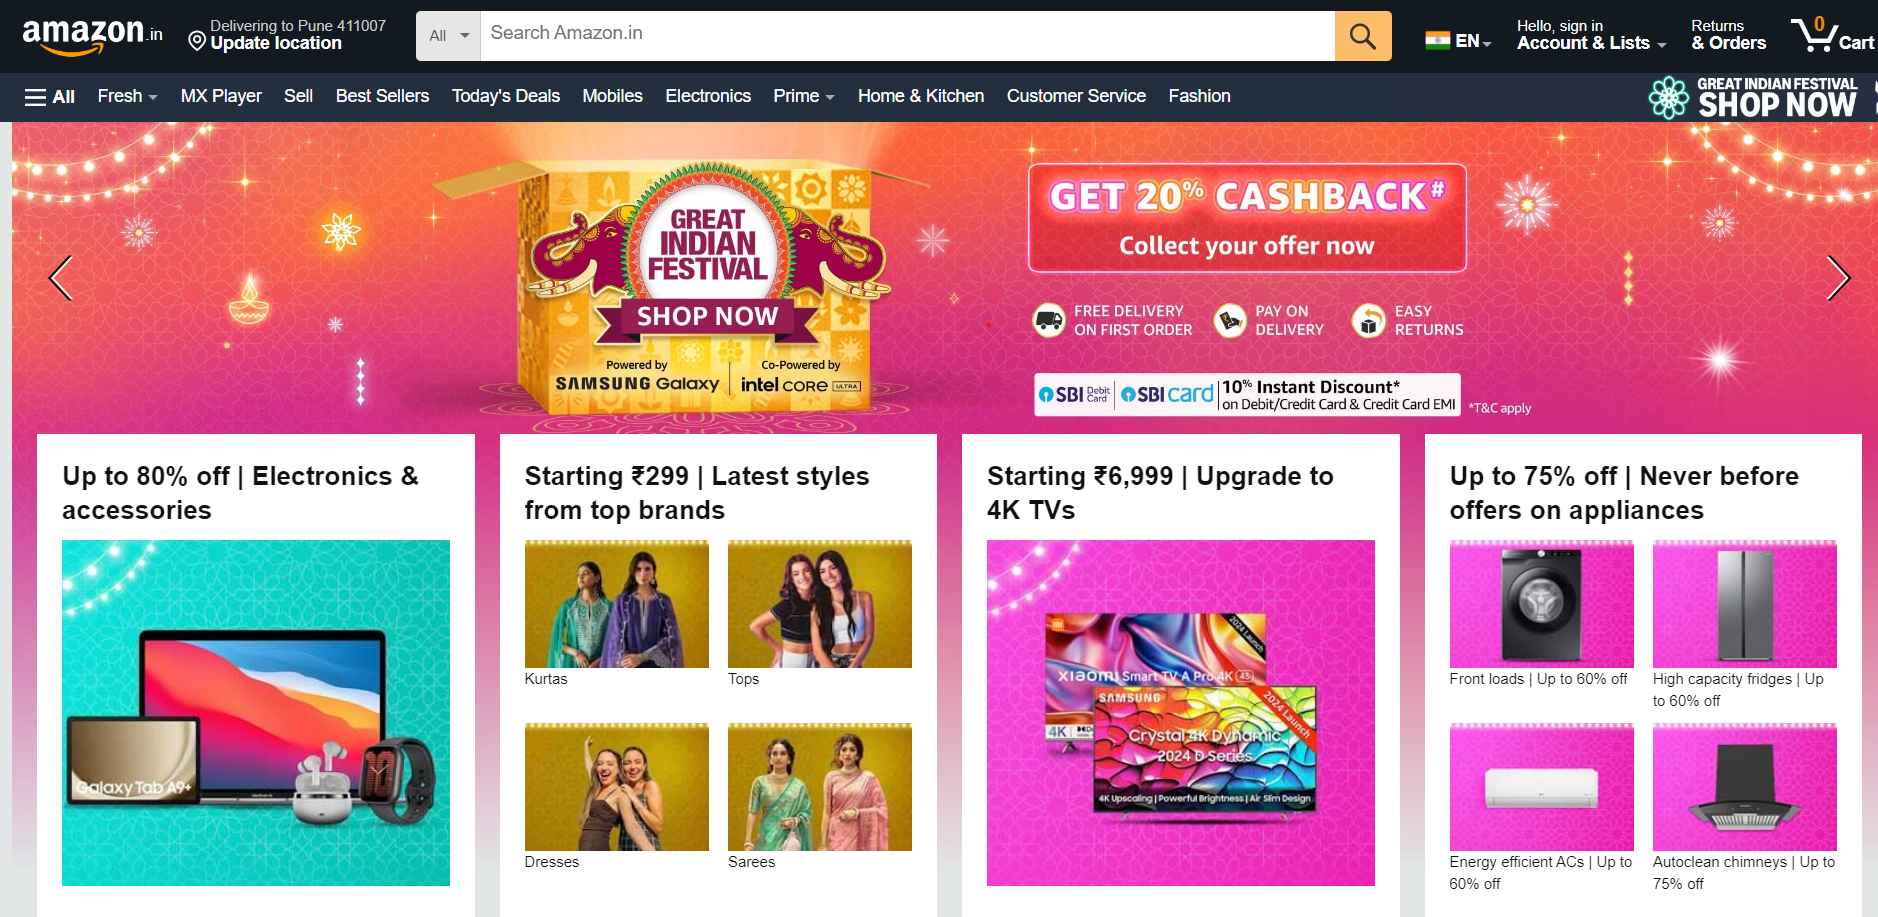 amazon.in
Delivering to Pune 411007
Update location
All
Search Amazon.in
EN
Hello, sign in
Account & Lists
Returns
& Orders
0
Cart
All
Fresh
MX Player
Sell
Best Sellers
Today's Deals
Mobiles
Electronics
Prime
Home & Kitchen
Customer Service
Fashion
GREAT INDIAN FESTIVAL
SHOP NOW
GREAT
INDIAN
FESTIVAL
SHOP NOW
Powered by
SAMSUNG Galaxy
Co-Powered by
intel CORE ULTRA
GET 20% CASHBACK#
Collect your offer now
FREE DELIVERY
ON FIRST ORDER
PAY ON
DELIVERY
EASY
RETURNS
SBI Debit
Card
SBI card
10% Instant Discount*
on Debit/Credit Card & Credit Card EMI
*T&C apply
Up to 80% off | Electronics &
accessories
Galaxy Tab A9+
Starting ₹299 | Latest styles
from top brands
Kurtas
Tops
Dresses
Sarees
Starting ₹6,999 | Upgrade to
4K TVs
2024 Launch
xiaomi Smart TV A Pro 4K 43
4K
SAMSUNG
2024 Launch
Crystal 4K Dynamic
2024 D Series
4K Upscaling | Powerful Brightness | Air Slim Design
Up to 75% off | Never before
offers on appliances
Front loads | Up to 60% off
High capacity fridges | Up
to 60% off
Energy efficient ACs | Up to
60% off
Autoclean chimneys | Up to
75% off